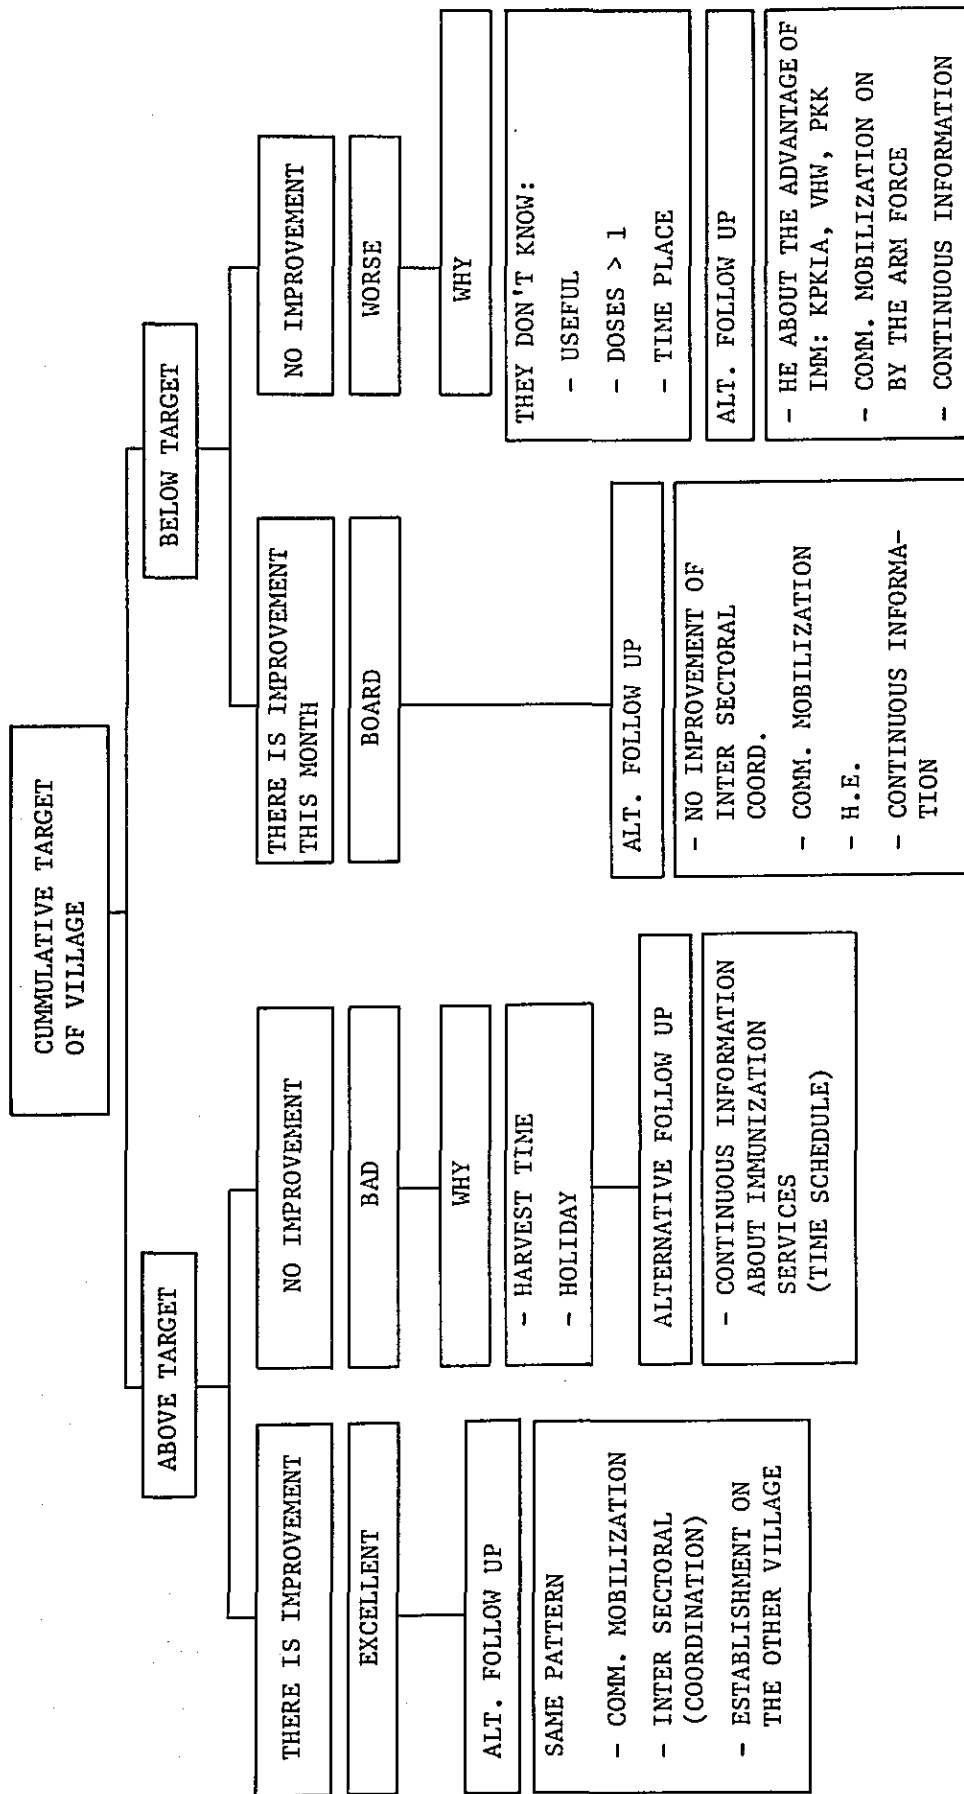 CUMMULATIVE TARGET
OF VILLAGE
ABOVE TARGET
BELOW TARGET
THERE IS IMPROVEMENT
EXCELLENT
ALT. FOLLOW UP
SAME PATTERN
- COMM. MOBILIZATION
- INTER SECTORAL
(COORDINATION)
- ESTABLISHMENT ON
THE OTHER VILLAGE
NO IMPROVEMENT
BAD
WHY
- HARVEST TIME
- HOLIDAY
ALTERNATIVE FOLLOW UP
- CONTINUOUS INFORMATION
ABOUT IMMUNIZATION
SERVICES
(TIME SCHEDULE)
THERE IS IMPROVEMENT
THIS MONTH
BOARD
ALT. FOLLOW UP
- NO IMPROVEMENT OF
INTER SECTORAL
COORD.
- COMM. MOBILIZATION
- H.E.
- CONTINUOUS INFORMA-
TION
NO IMPROVEMENT
WORSE
WHY
THEY DON'T KNOW:
- USEFUL
- DOSES > 1
- TIME PLACE
ALT. FOLLOW UP
- HE ABOUT THE ADVANTAGE OF
IMM: KPKIA, VHW, PKK
- COMM. MOBILIZATION ON
BY THE ARM FORCE
- CONTINUOUS INFORMATION